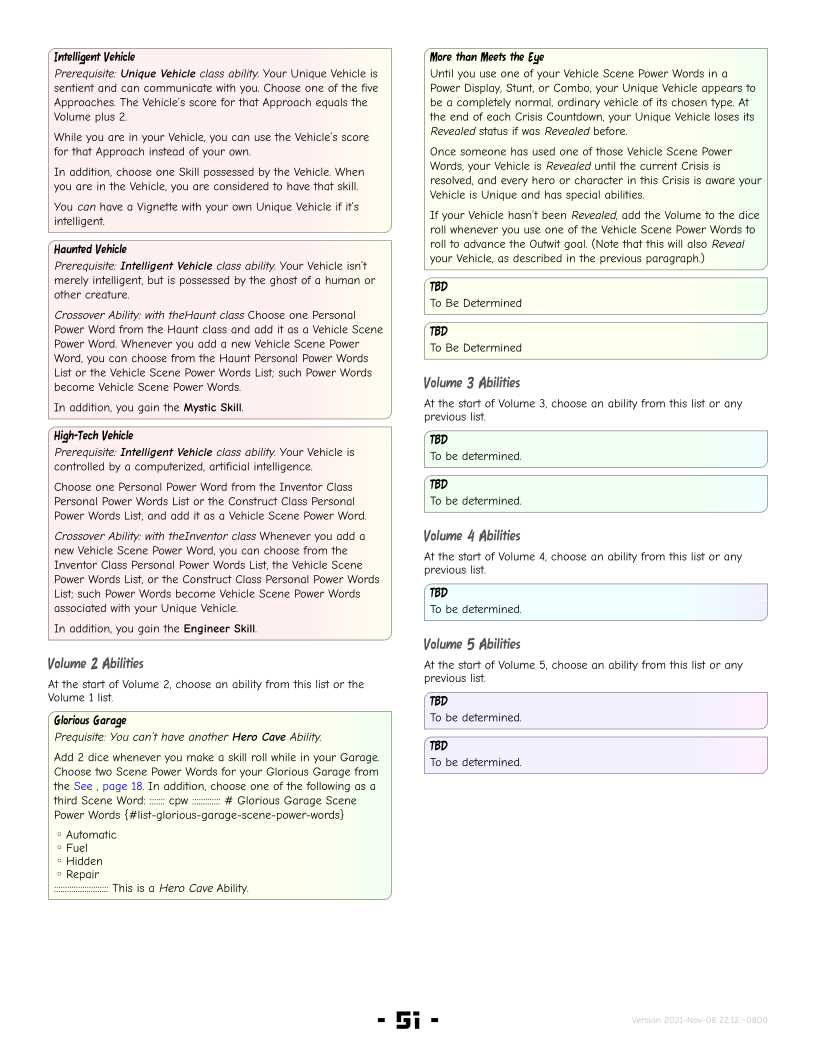 Intelligent Vehicle
Prerequisite: Unique Vehicle class ability. Your Unique Vehicle is
sentient and can communicate with you. Choose one of the five
Approaches. The Vehicle's score for that Approach equals the
Volume plus 2.
While you are in your Vehicle, you can use the Vehicle's score
for that Approach instead of your own.
In addition, choose one Skill possessed by the Vehicle. When
you are in the Vehicle, you are considered to have that skill.
You can have a Vignette with your own Unique Vehicle if it's
intelligent.
Haunted Vehicle
Prerequisite: Intelligent Vehicle class ability. Your Vehicle isn't
merely intelligent, but is possessed by the ghost of a human or
other creature.
Crossover Ability: with theHaunt class Choose one Personal
Power Word from the Haunt class and add it as a Vehicle Scene
Power Word. Whenever you add a new Vehicle Scene Power
Word, you can choose from the Haunt Personal Power Words
List or the Vehicle Scene Power Words List; such Power Words
become Vehicle Scene Power Words.
In addition, you gain the Mystic Skill.
High-Tech Vehicle
Prerequisite: Intelligent Vehicle class ability. Your Vehicle is
controlled by a computerized, artificial intelligence.
Choose one Personal Power Word from the Inventor Class
Personal Power Words List or the Construct Class Personal
Power Words List, and add it as a Vehicle Scene Power Word.
Crossover Ability: with theInventor class Whenever you add a
new Vehicle Scene Power Word, you can choose from the
Inventor Class Personal Power Words List, the Vehicle Scene
Power Words List, or the Construct Class Personal Power Words
List; such Power Words become Vehicle Scene Power Words
associated with your Unique Vehicle.
In addition, you gain the Engineer Skill.
Volume 2 Abilities
At the start of Volume 2, choose an ability from this list or the
Volume 1 list.
Glorious Garage
Prequisite: You can't have another Hero Cave Ability.
Add 2 dice whenever you make a skill roll while in your Garage.
Choose two Scene Power Words for your Glorious Garage from
the See , page 18. In addition, choose one of the following as a
third Scene Word: ::::::: cpw ::::::::::::: # Glorious Garage Scene
Power Words {#list-glorious-garage-scene-power-words}
◦ Automatic
◦ Fuel
◦ Hidden
◦ Repair
::::::::::::::::::::::::: This is a Hero Cave Ability.
More than Meets the Eye
Until you use one of your Vehicle Scene Power Words in a
Power Display, Stunt, or Combo, your Unique Vehicle appears to
be a completely normal, ordinary vehicle of its chosen type. At
the end of each Crisis Countdown, your Unique Vehicle loses its
Revealed status if was Revealed before.
Once someone has used one of those Vehicle Scene Power
Words, your Vehicle is Revealed until the current Crisis is
resolved, and every hero or character in this Crisis is aware your
Vehicle is Unique and has special abilities.
If your Vehicle hasn't been Revealed, add the Volume to the dice
roll whenever you use one of the Vehicle Scene Power Words to
roll to advance the Outwit goal. (Note that this will also Reveal
your Vehicle, as described in the previous paragraph.)
TBD
To Be Determined
TBD
To Be Determined
Volume 3 Abilities
At the start of Volume 3, choose an ability from this list or any
previous list.
TBD
To be determined.
TBD
To be determined.
Volume 4 Abilities
At the start of Volume 4, choose an ability from this list or any
previous list.
TBD
To be determined.
Volume 5 Abilities
At the start of Volume 5, choose an ability from this list or any
previous list.
TBD
To be determined.
TBD
To be determined.
- 51 -
Version 2021-Nov-08 22:12 -0800